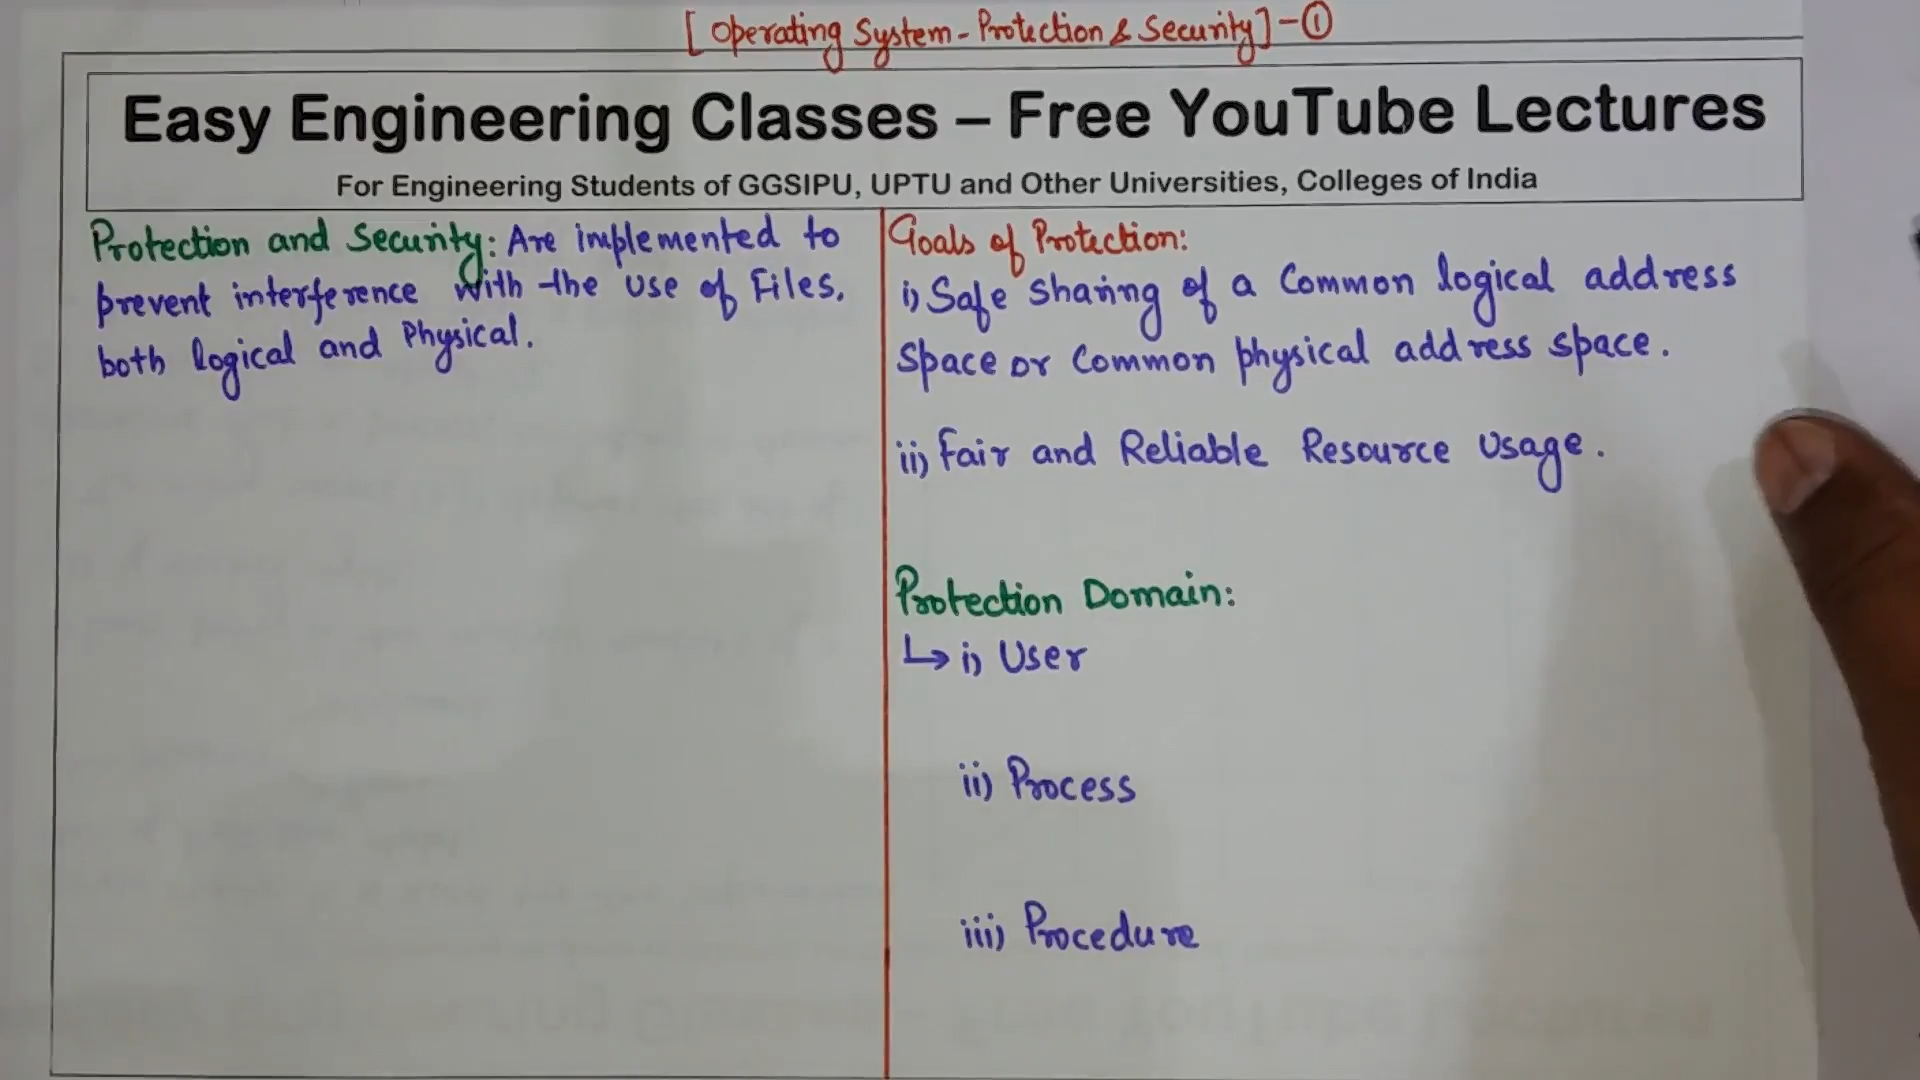 [Operating System - Protection & Security] - ①
Easy Engineering Classes – Free YouTube Lectures
For Engineering Students of GGSIPU, UPTU and Other Universities, Colleges of India
Protection and Security: Are implemented to
prevent interference with the use of Files,
both logical and Physical.
Goals of Protection:
i) Safe sharing of a Common logical address
space or Common physical address space.
ii) Fair and Reliable Resource Usage.
Protection Domain:
↳ i) User
ii) Process
iii) Procedure